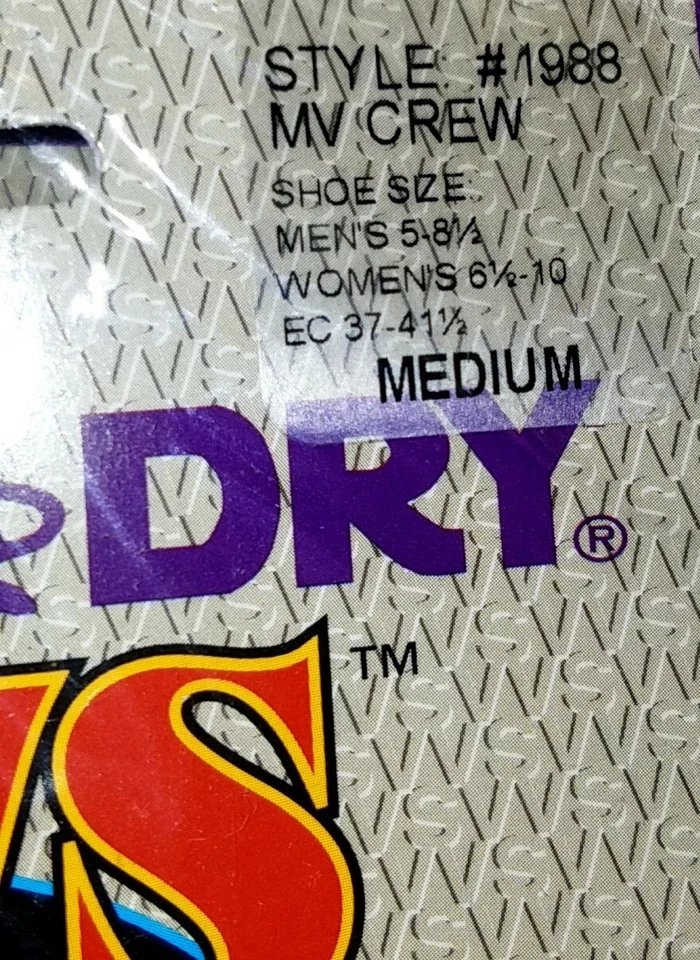 STYLE: #1988
MV CREW
SHOE SIZE:
MEN'S 5-8½
WOMEN'S 6½-10
EC 37-41½
MEDIUM
DRY®
S™